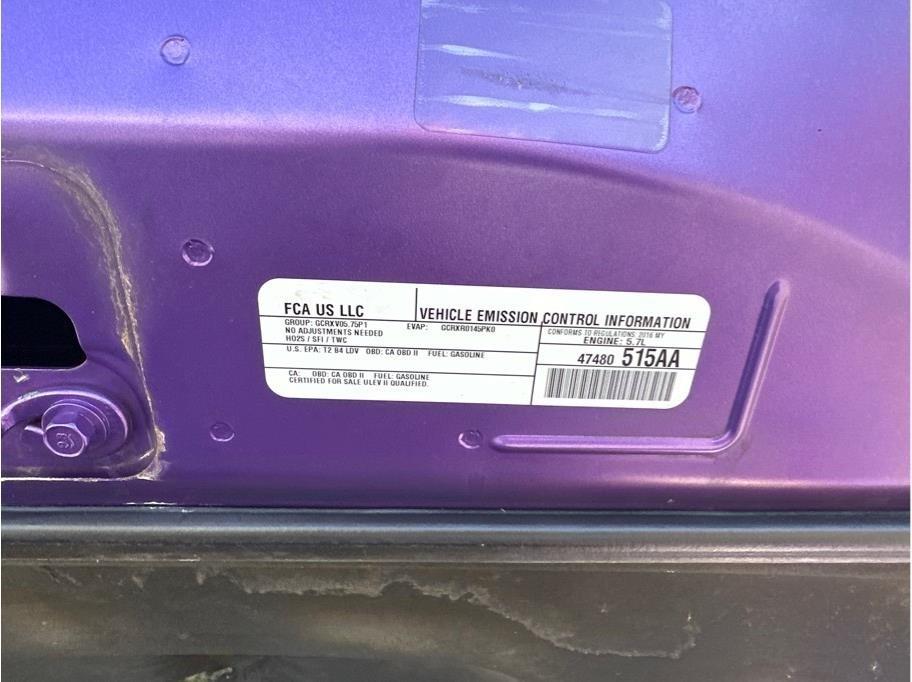 FCA US LLC
VEHICLE EMISSION CONTROL INFORMATION
GROUP: GCRXV05.75P1
EVAP: GCRXR0145PK0
CONFORMS TO REGULATIONS: 2016 MY
NO ADJUSTMENTS NEEDED
ENGINE: 5.7L
HO2S / SFI / TWC
47480 515AA
U.S. EPA: T2 B4 LDV OBD: CA OBD II FUEL: GASOLINE
CA: OBD: CA OBD II FUEL: GASOLINE
CERTIFIED FOR SALE ULEV II QUALIFIED.